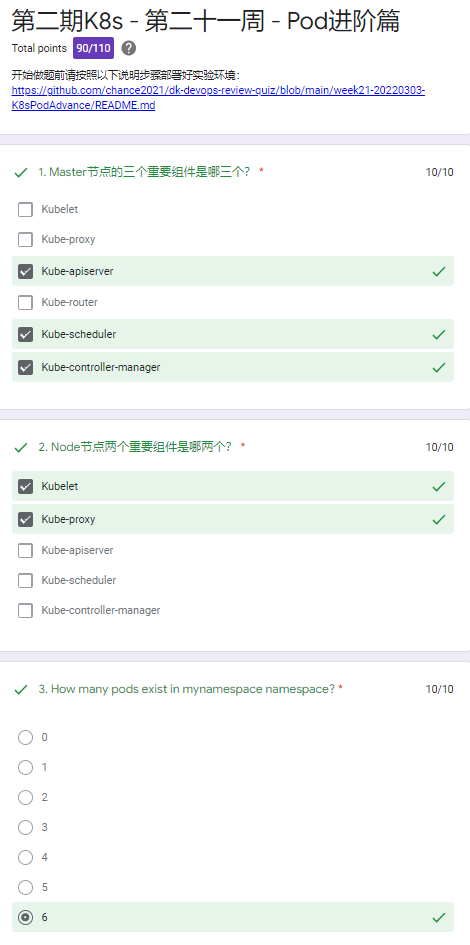 第二期K8s - 第二十一周 - Pod进阶篇
Total points 90/110 ?
开始做题前请按照以下说明步骤部署好实验环境：
https://github.com/chance2021/dk-devops-review-quiz/blob/main/week21-20220303-
K8sPodAdvance/README.md
1. Master节点的三个重要组件是哪三个？ * 10/10
Kubelet
Kube-proxy
Kube-apiserver
Kube-router
Kube-scheduler
Kube-controller-manager
2. Node节点两个重要组件是哪两个？ * 10/10
Kubelet
Kube-proxy
Kube-apiserver
Kube-scheduler
Kube-controller-manager
3. How many pods exist in mynamespace namespace? * 10/10
0
1
2
3
4
5
6